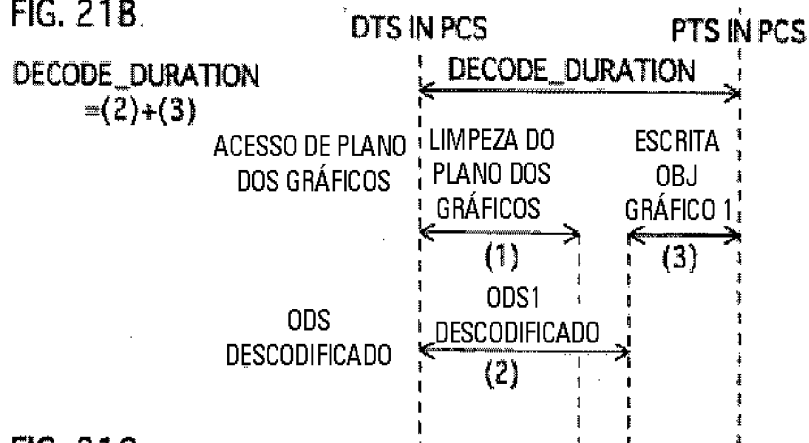 FIG. 21B.
DTS IN PCS
PTS IN PCS
DECODE_DURATION
=(2)+(3)
DECODE_DURATION
ACESSO DE PLANO
DOS GRÁFICOS
LIMPEZA DO
PLANO DOS
GRÁFICOS
ESCRITA
OBJ
GRÁFICO 1
(1)
(3)
ODS
DESCODIFICADO
ODS1
DESCODIFICADO
(2)